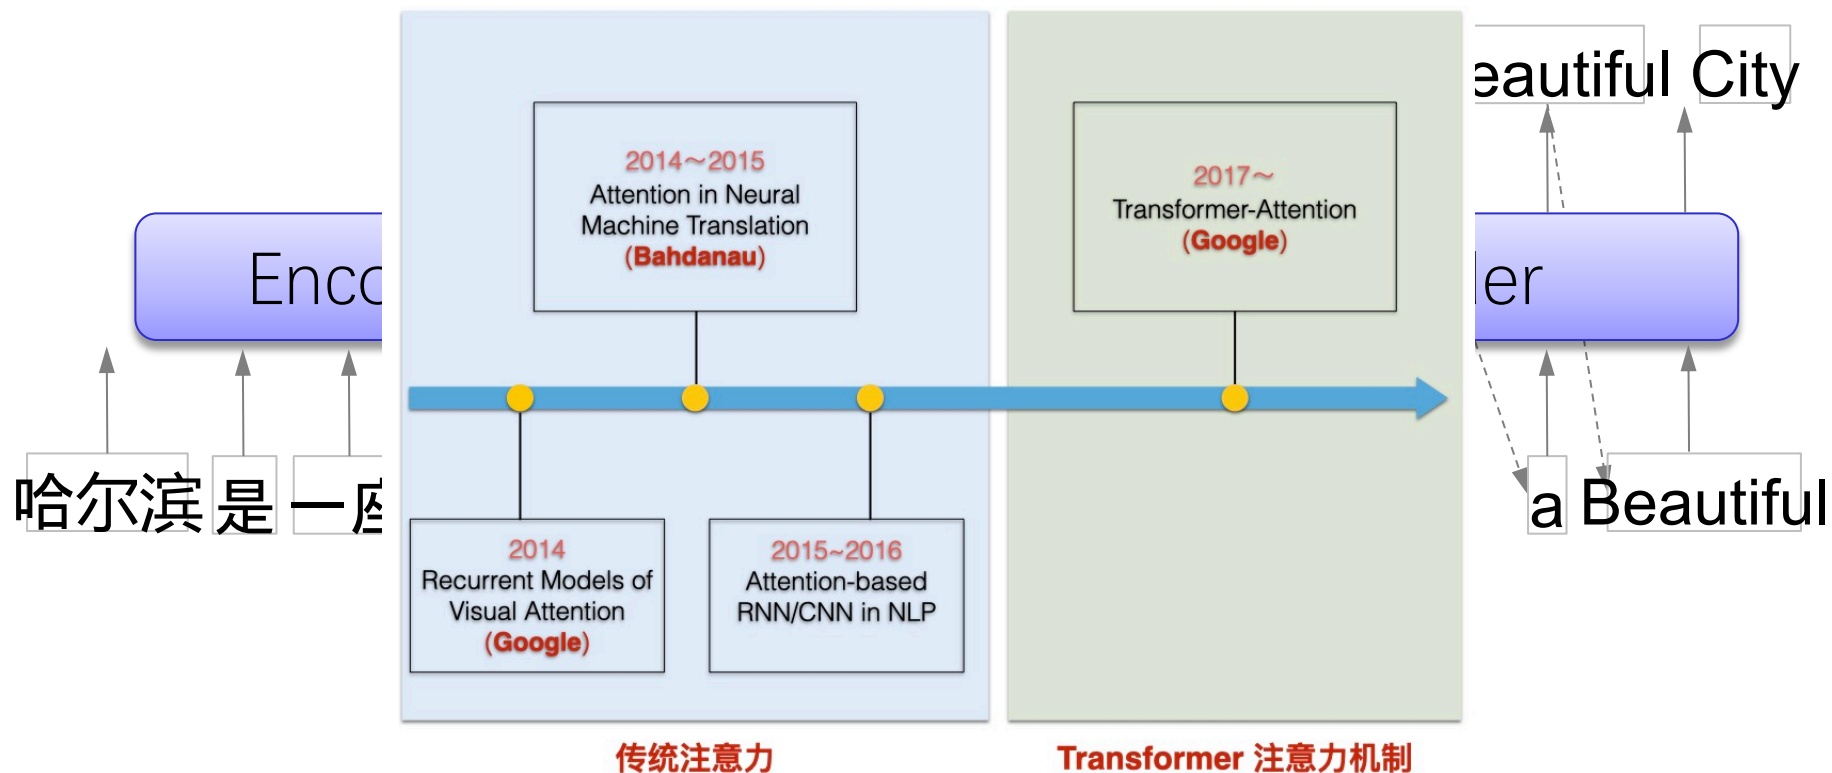 eautiful City
2014～2015
Attention in Neural
Machine Translation
(Bahdanau)
2017～
Transformer-Attention
(Google)
Enco
er
哈尔滨 是 一座
a Beautiful
2014
Recurrent Models of
Visual Attention
(Google)
2015~2016
Attention-based
RNN/CNN in NLP
传统注意力
Transformer 注意力机制